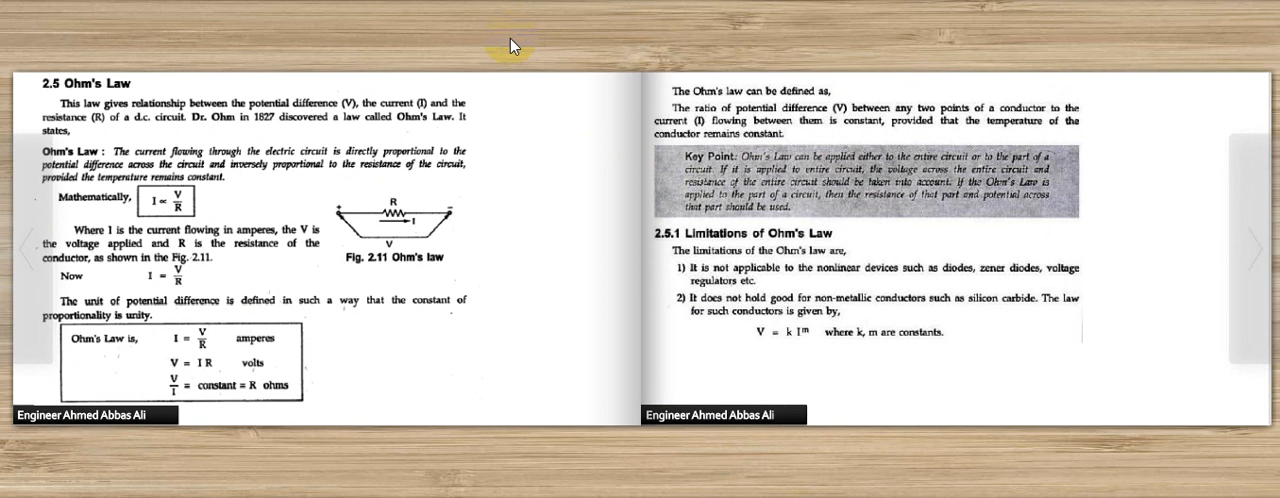 2.5 Ohm's Law
This law gives relationship between the potential difference (V), the current (I) and the
resistance (R) of a d.c. circuit. Dr. Ohm in 1827 discovered a law called Ohm's Law. It
states,
Ohm's Law : The current flowing through the electric circuit is directly proportional to the
potential difference across the circuit and inversely proportional to the resistance of the circuit,
provided the temperature remains constant.
Mathematically, I ∝ V/R
R
+ -
I
V
Fig. 2.11 Ohm's law
Where I is the current flowing in amperes, the V is
the voltage applied and R is the resistance of the
conductor, as shown in the Fig. 2.11.
Now I = V/R
The unit of potential difference is defined in such a way that the constant of
proportionality is unity.
Ohm's Law is, I = V/R amperes
V = I R volts
V/I = constant = R ohms
Engineer Ahmed Abbas Ali
The Ohm's law can be defined as,
The ratio of potential difference (V) between any two points of a conductor to the
current (I) flowing between them is constant, provided that the temperature of the
conductor remains constant.
Key Point: Ohm's Law can be applied either to the entire circuit or to the part of a
circuit. If it is applied to entire circuit, the voltage across the entire circuit and
resistance of the entire circuit should be taken into account. If the Ohm's Law is
applied to the part of a circuit, then the resistance of that part and potential across
that part should be used.
2.5.1 Limitations of Ohm's Law
The limitations of the Ohm's law are,
1) It is not applicable to the nonlinear devices such as diodes, zener diodes, voltage
regulators etc.
2) It does not hold good for non-metallic conductors such as silicon carbide. The law
for such conductors is given by,
V = k Iᵐ where k, m are constants.
Engineer Ahmed Abbas Ali